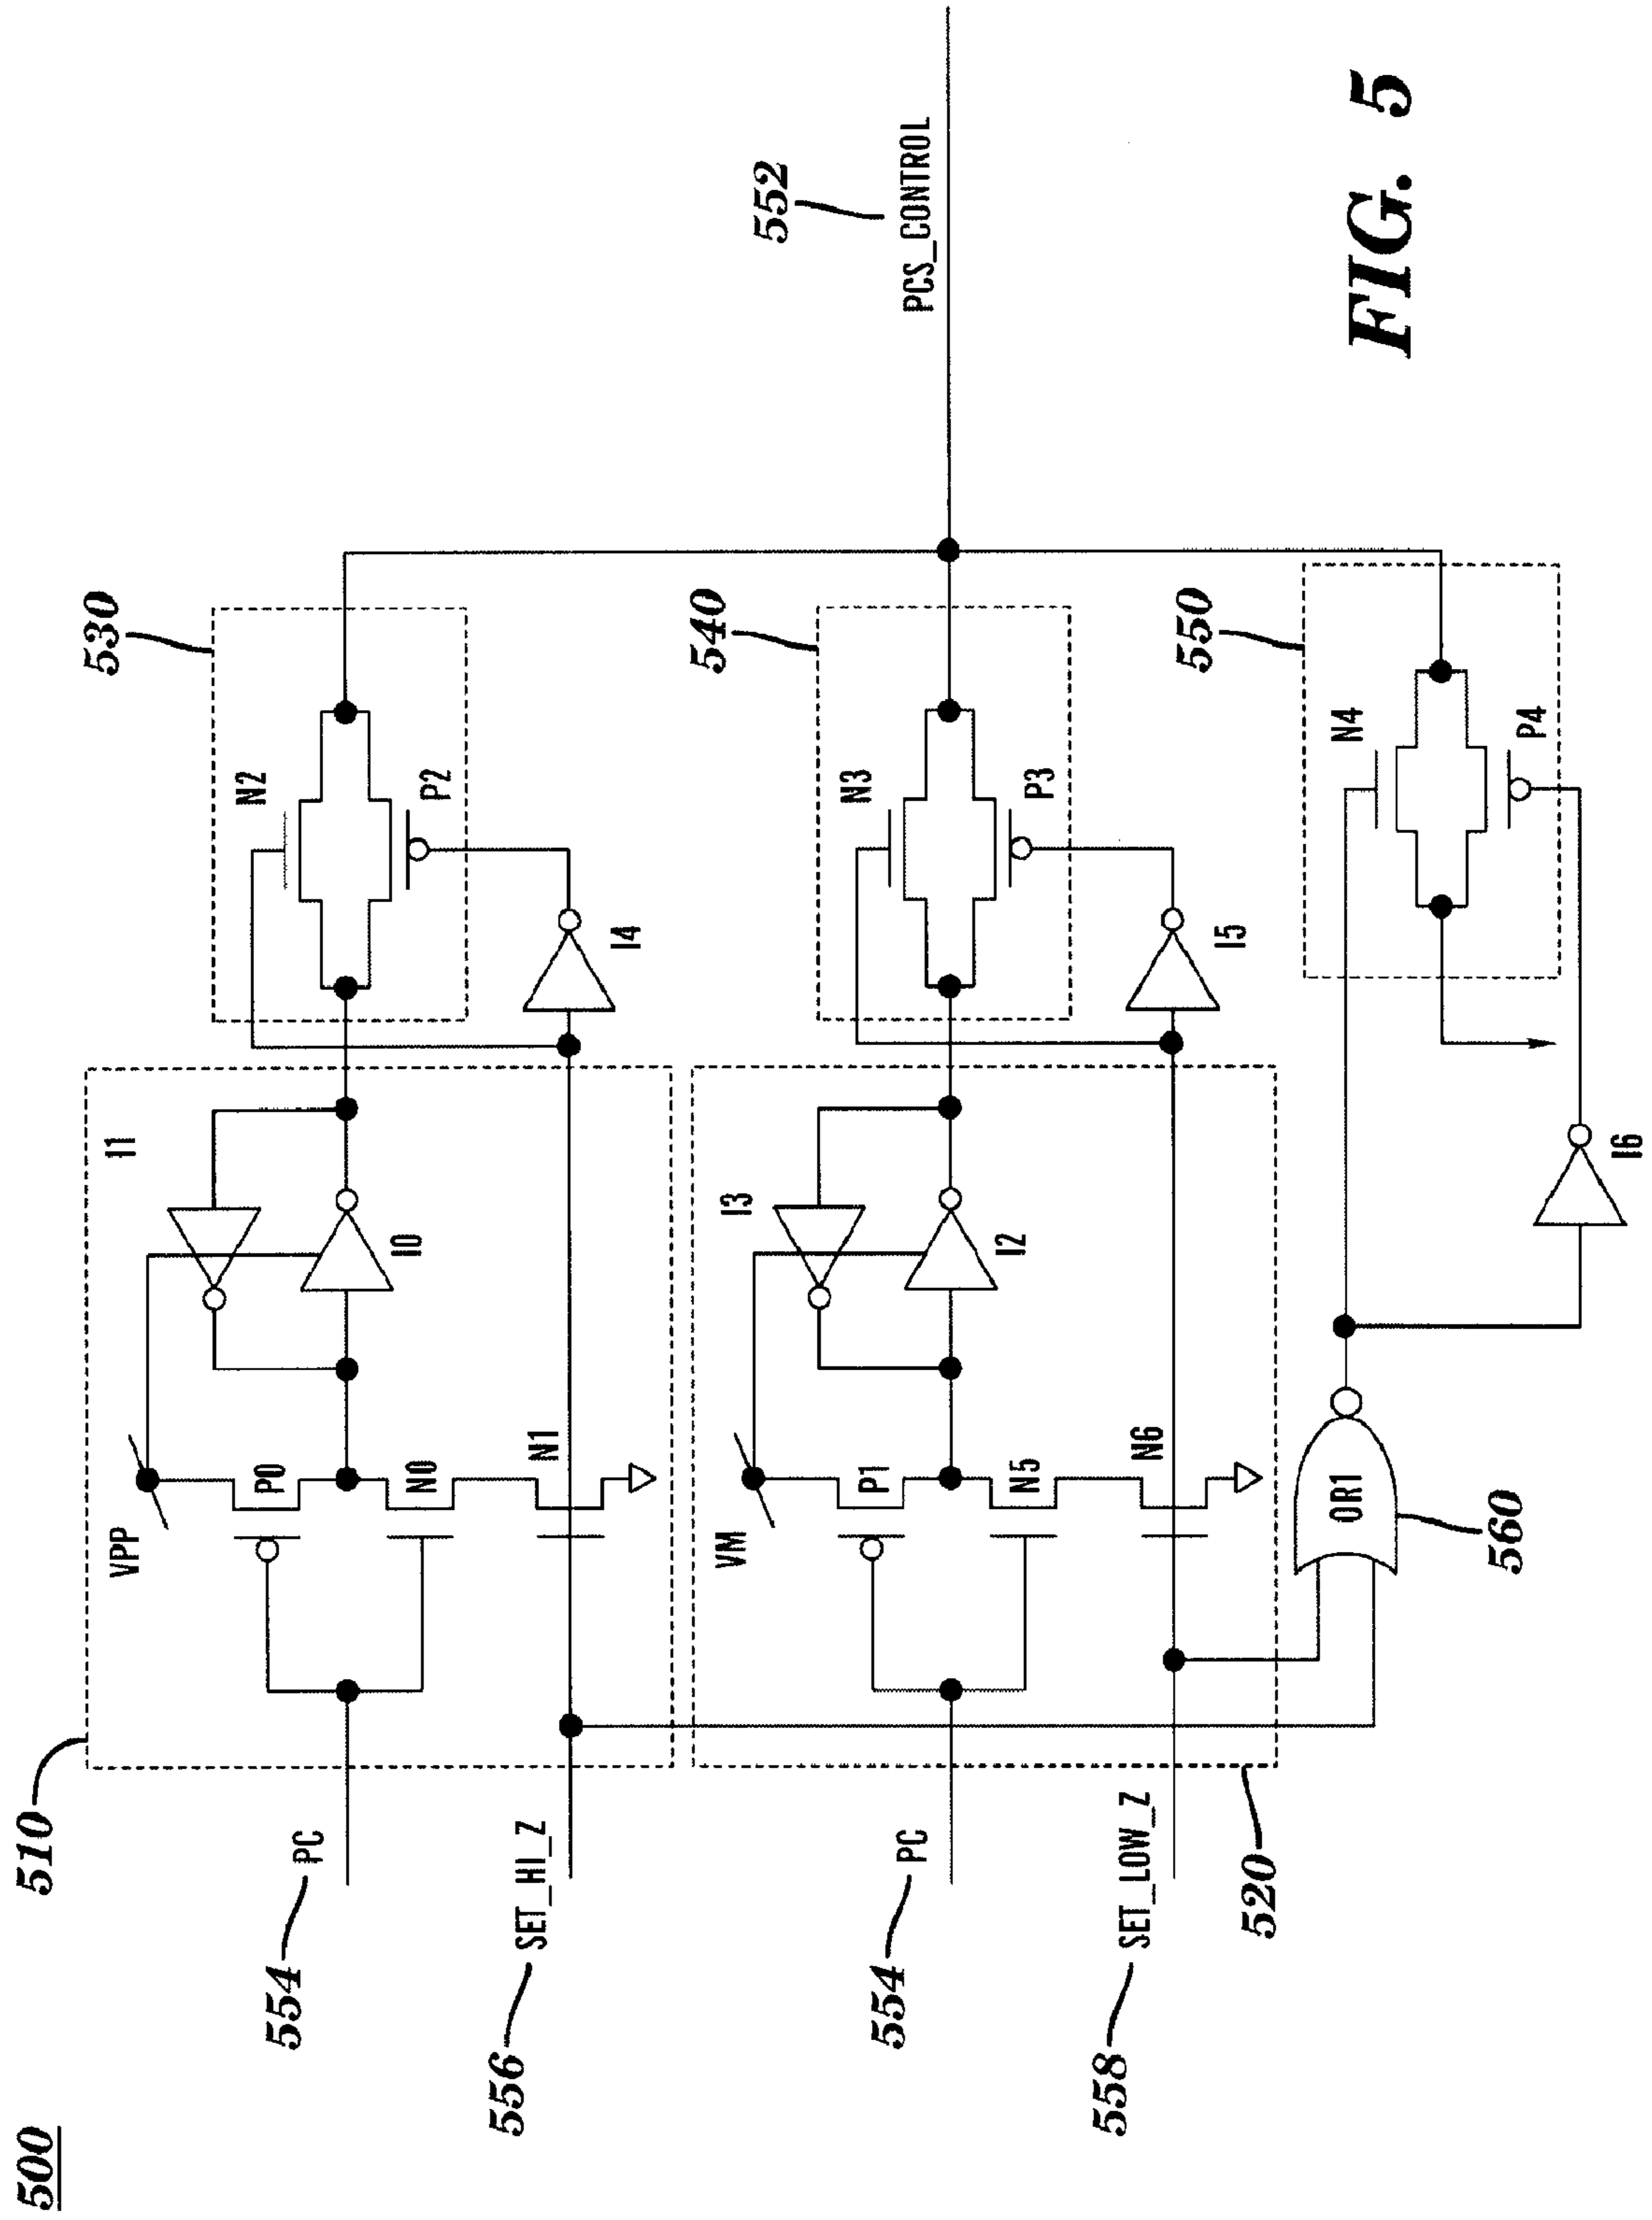 500
510
554
PC
556
SET_HI_Z
VPP
P0
N0
N1
I1
I0
530
N2
P2
I4
554
PC
558
SET_LOW_Z
520
VM
P1
N5
N6
I3
I2
540
N3
P3
I5
552
PCS_CONTROL
OR1
560
I6
550
N4
P4
FIG. 5